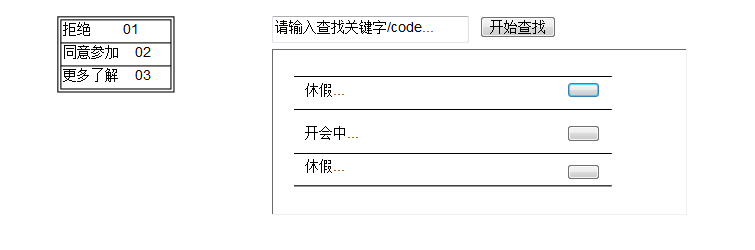 拒绝 01
同意参加 02
更多了解 03
请输入查找关键字/code... 开始查找
休假...
开会中...
休假...